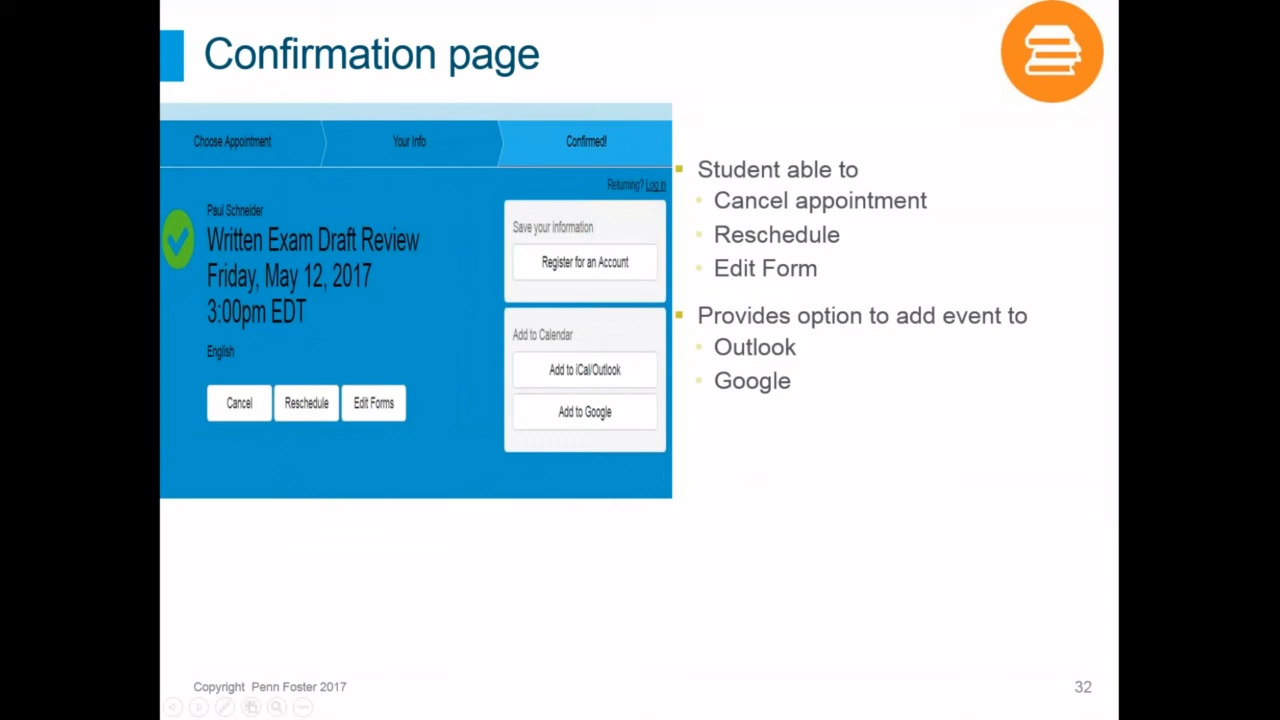 Confirmation page
Choose Appointment
Your Info
Confirmed!
Returning? Log in
Paul Schneider
Written Exam Draft Review
Friday, May 12, 2017
3:00pm EDT
English
Cancel
Reschedule
Edit Forms
Save your information
Register for an Account
Add to Calendar
Add to iCal/Outlook
Add to Google
Student able to
Cancel appointment
Reschedule
Edit Form
Provides option to add event to
Outlook
Google
Copyright Penn Foster 2017
32